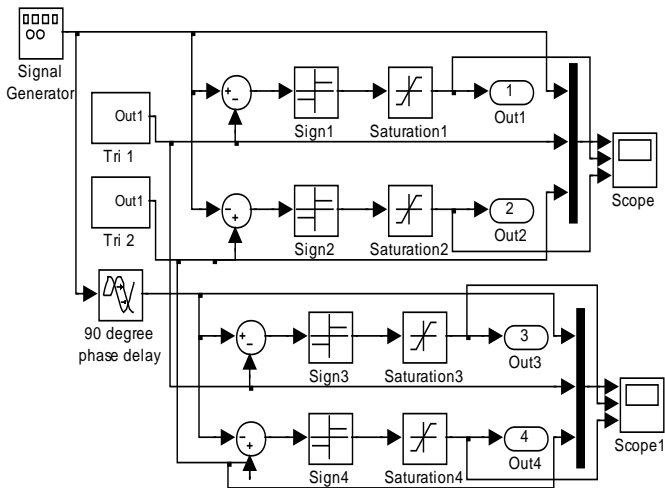 Signal
Generator
Out1
Tri 1
Out1
Tri 2
90 degree
phase delay
+
-
Sign1
Saturation1
1
Out1
-
+
Sign2
Saturation2
2
Out2
Scope
+
-
Sign3
Saturation3
3
Out3
-
+
Sign4
Saturation4
4
Out4
Scope1